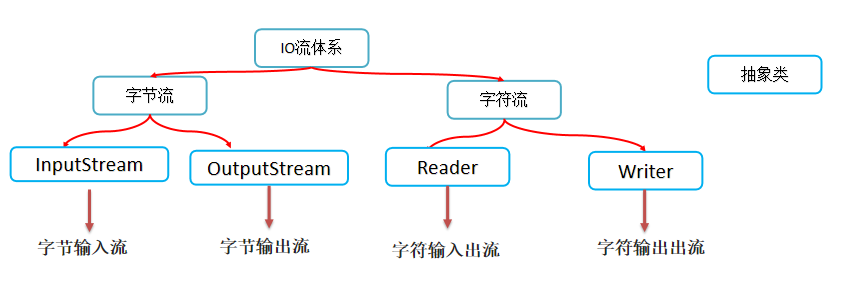 IO流体系
抽象类
字节流
字符流
InputStream
OutputStream
Reader
Writer
字节输入流
字节输出流
字符输入出流
字符输出出流